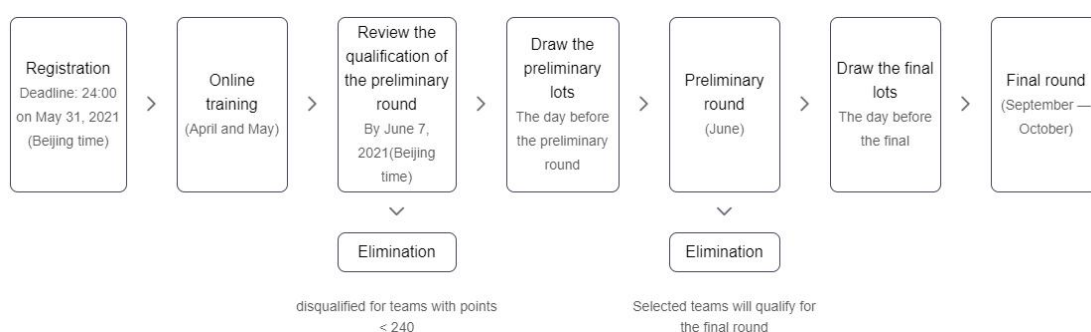 Registration
Deadline: 24:00
on May 31, 2021
(Beijing time)
Online
training
(April and May)
Review the
qualification of
the preliminary
round
By June 7,
2021(Beijing
time)
Draw the
preliminary
lots
The day before
the preliminary
round
Preliminary
round
(June)
Draw the final
lots
The day before
the final
Final round
(September —
October)
Elimination
disqualified for teams with points
< 240
Elimination
Selected teams will qualify for
the final round